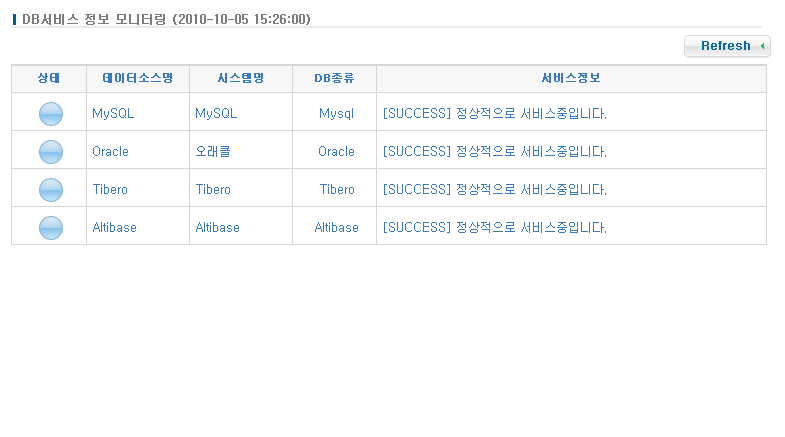 DB서비스 정보 모니터링 (2010-10-05 15:26:00)
Refresh
상태 데이터소스명 시스템명 DB종류 서비스정보
MySQL MySQL Mysql [SUCCESS] 정상적으로 서비스중입니다.
Oracle 오래클 Oracle [SUCCESS] 정상적으로 서비스중입니다.
Tibero Tibero Tibero [SUCCESS] 정상적으로 서비스중입니다.
Altibase Altibase Altibase [SUCCESS] 정상적으로 서비스중입니다.